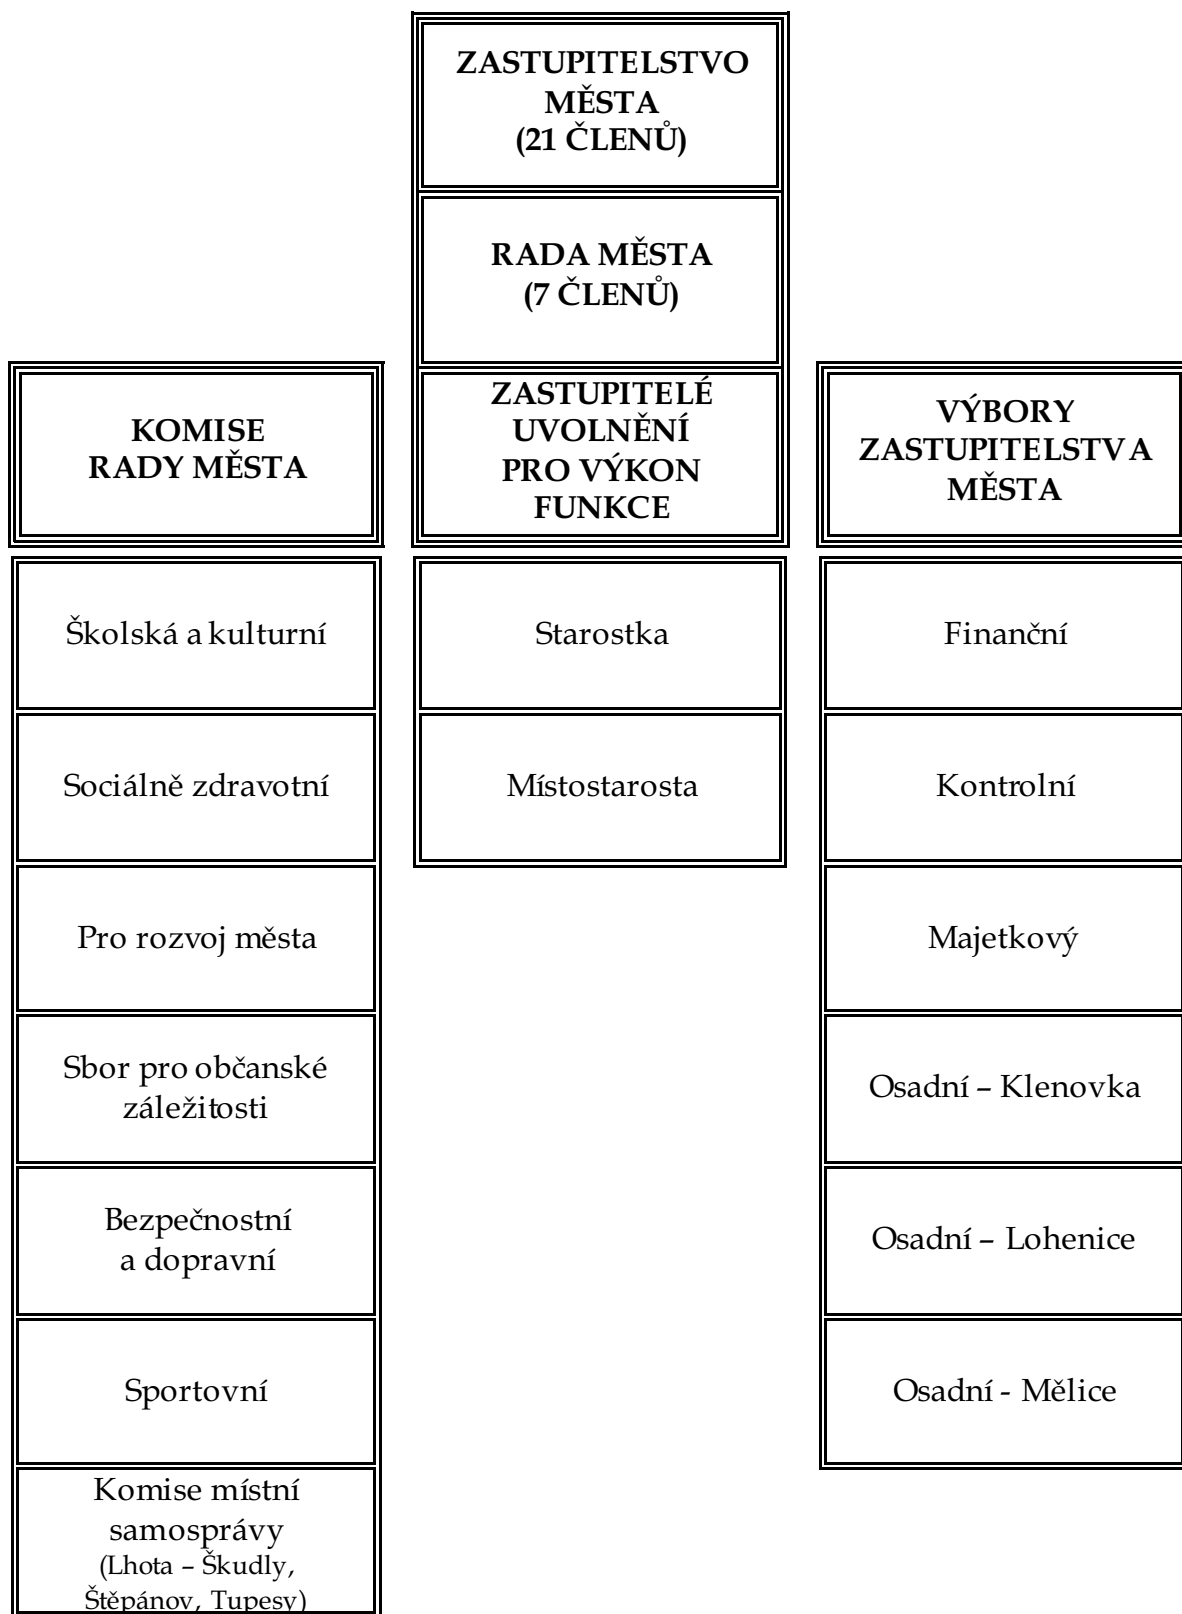 ZASTUPITELSTVO
MĚSTA
(21 ČLENŮ)
RADA MĚSTA
(7 ČLENŮ)
ZASTUPITELÉ
UVOLNĚNÍ
PRO VÝKON
FUNKCE
Starostka
Místostarosta
KOMISE
RADY MĚSTA
Školská a kulturní
Sociálně zdravotní
Pro rozvoj města
Sbor pro občanské
záležitosti
Bezpečnostní
a dopravní
Sportovní
Komise místní
samosprávy
(Lhota – Škudly,
Štěpánov, Tupesy)
VÝBORY
ZASTUPITELSTVA
MĚSTA
Finanční
Kontrolní
Majetkový
Osadní – Klenovka
Osadní – Lohenice
Osadní - Mělice